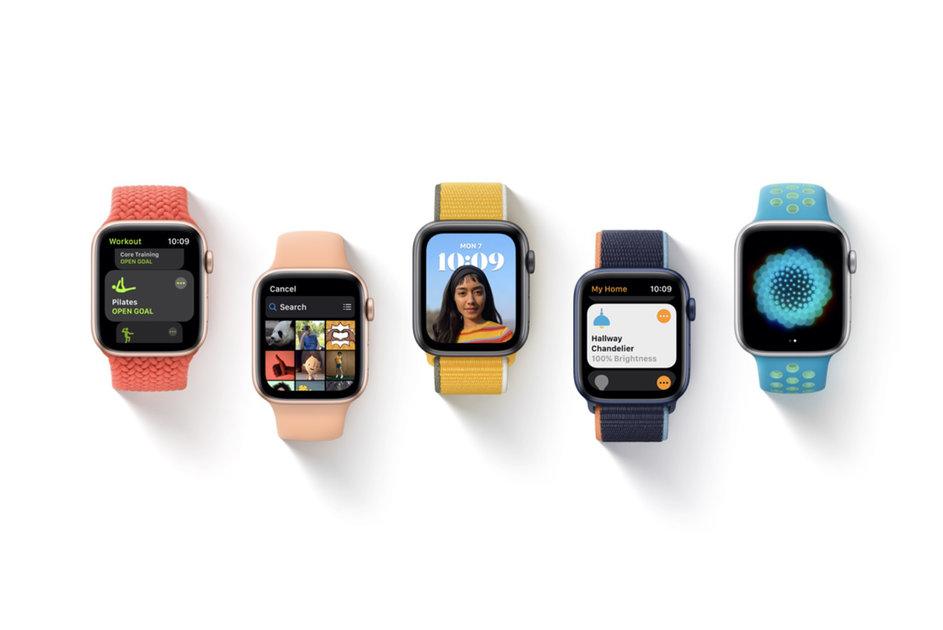 Workout 10:09
Core Training
OPEN GOAL
Pilates
OPEN GOAL
Cancel
Search
MON 7
10:09
My Home 10:09
Hallway
Chandelier
100% Brightness